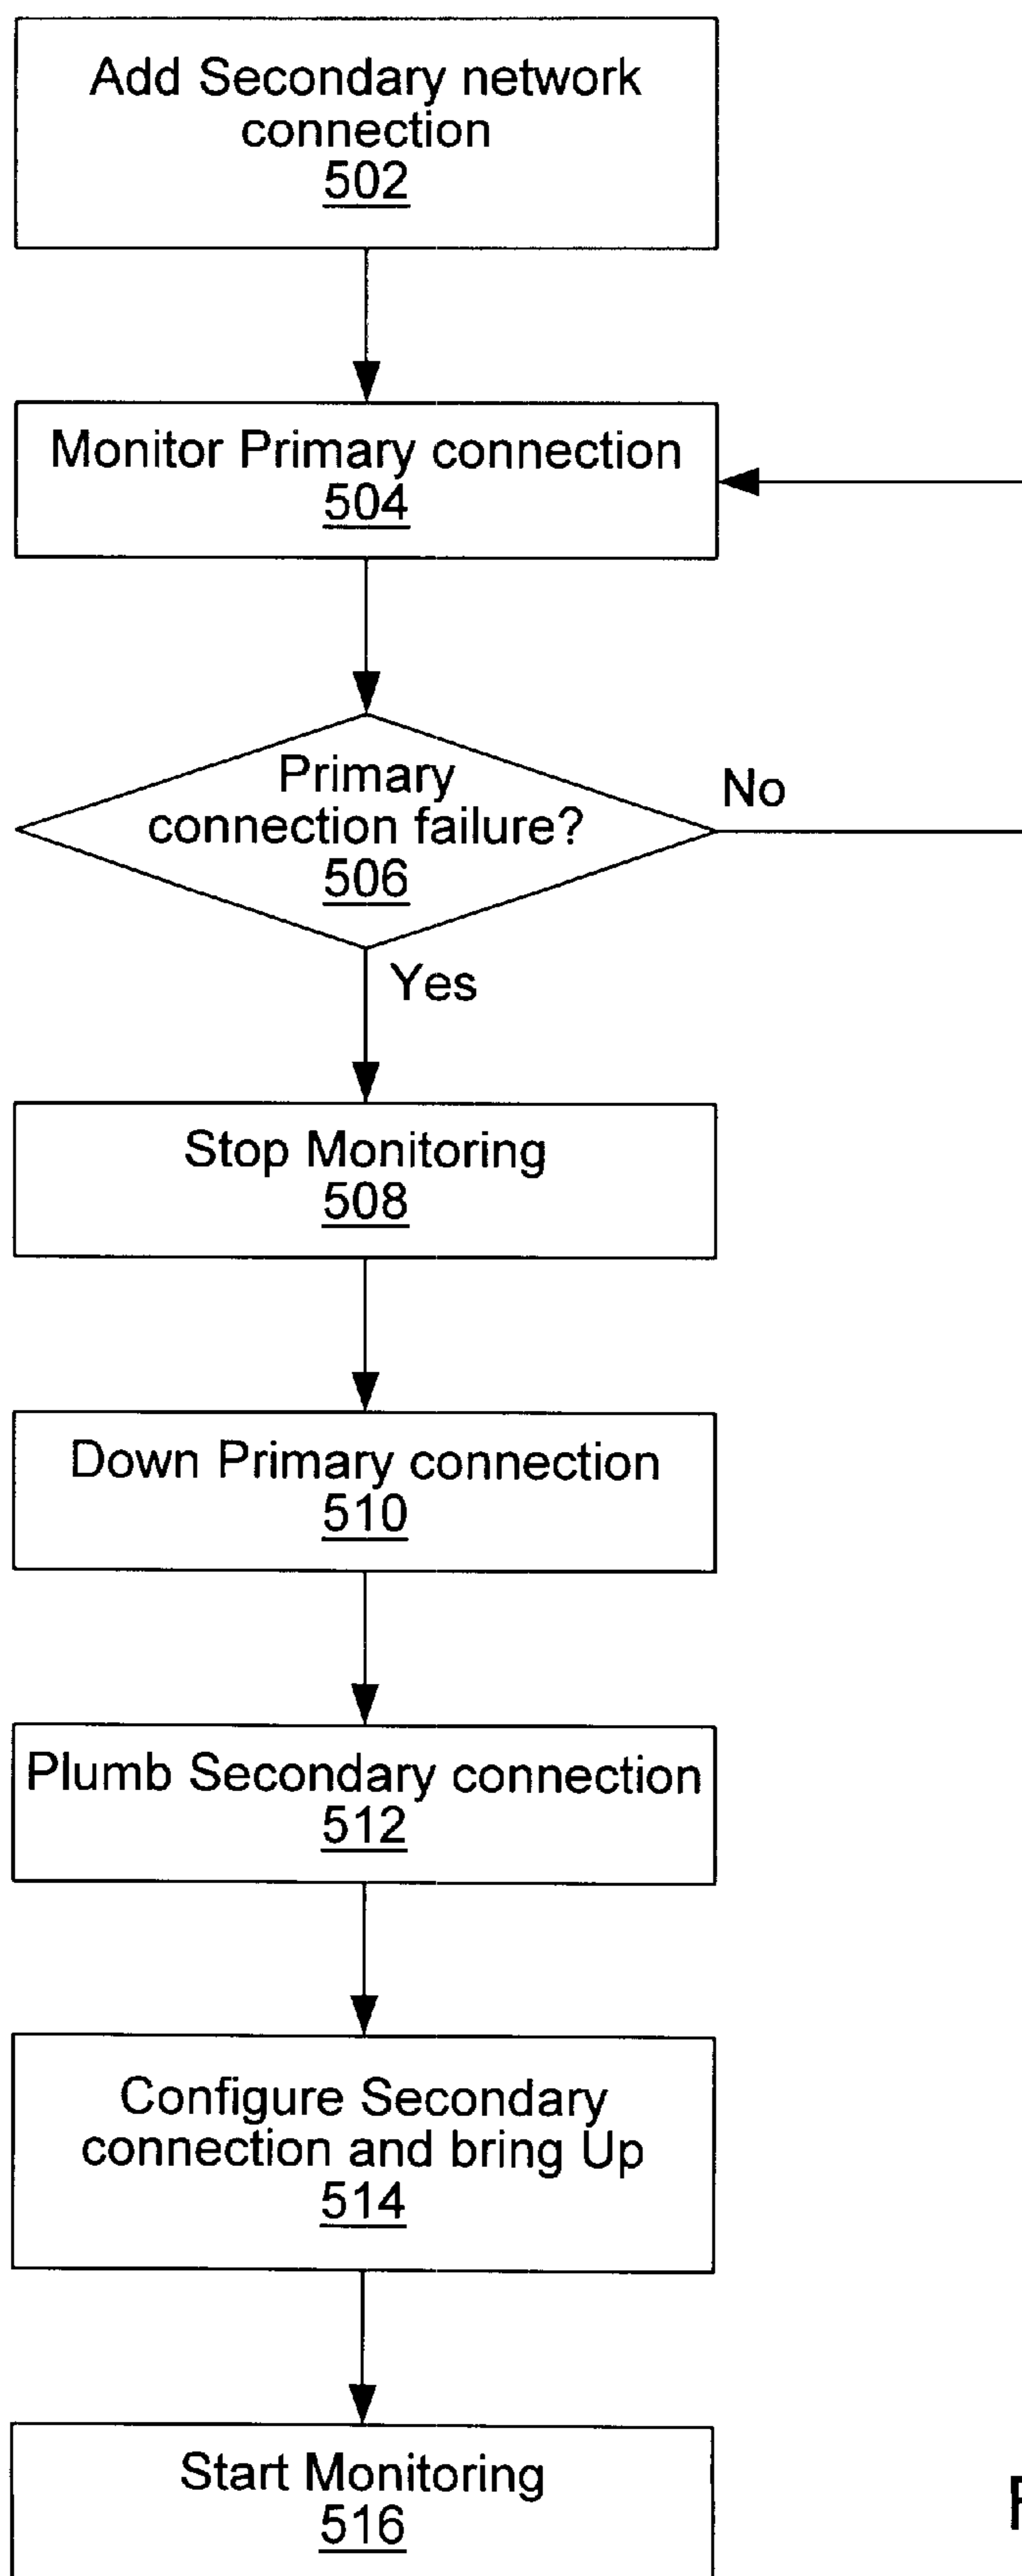 Add Secondary network
connection
502
Monitor Primary connection
504
Primary
connection failure?
506
No
Yes
Stop Monitoring
508
Down Primary connection
510
Plumb Secondary connection
512
Configure Secondary
connection and bring Up
514
Start Monitoring
516